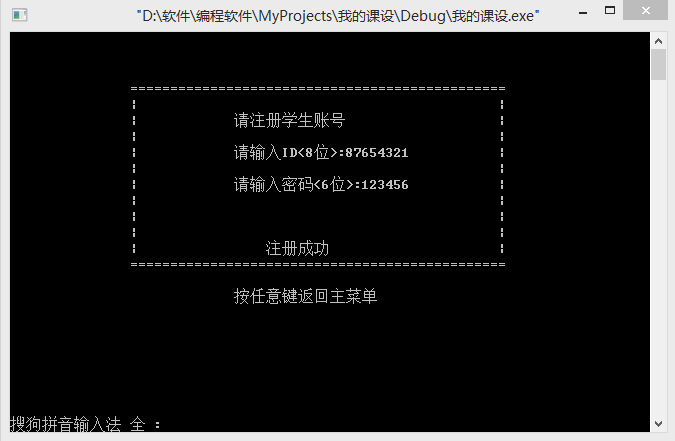 "D:\软件\编程软件\MyProjects\我的课设\Debug\我的课设.exe"
请注册学生账号
请输入ID<8位>:87654321
请输入密码<6位>:123456
注册成功
按任意键返回主菜单
搜狗拼音输入法 全 :